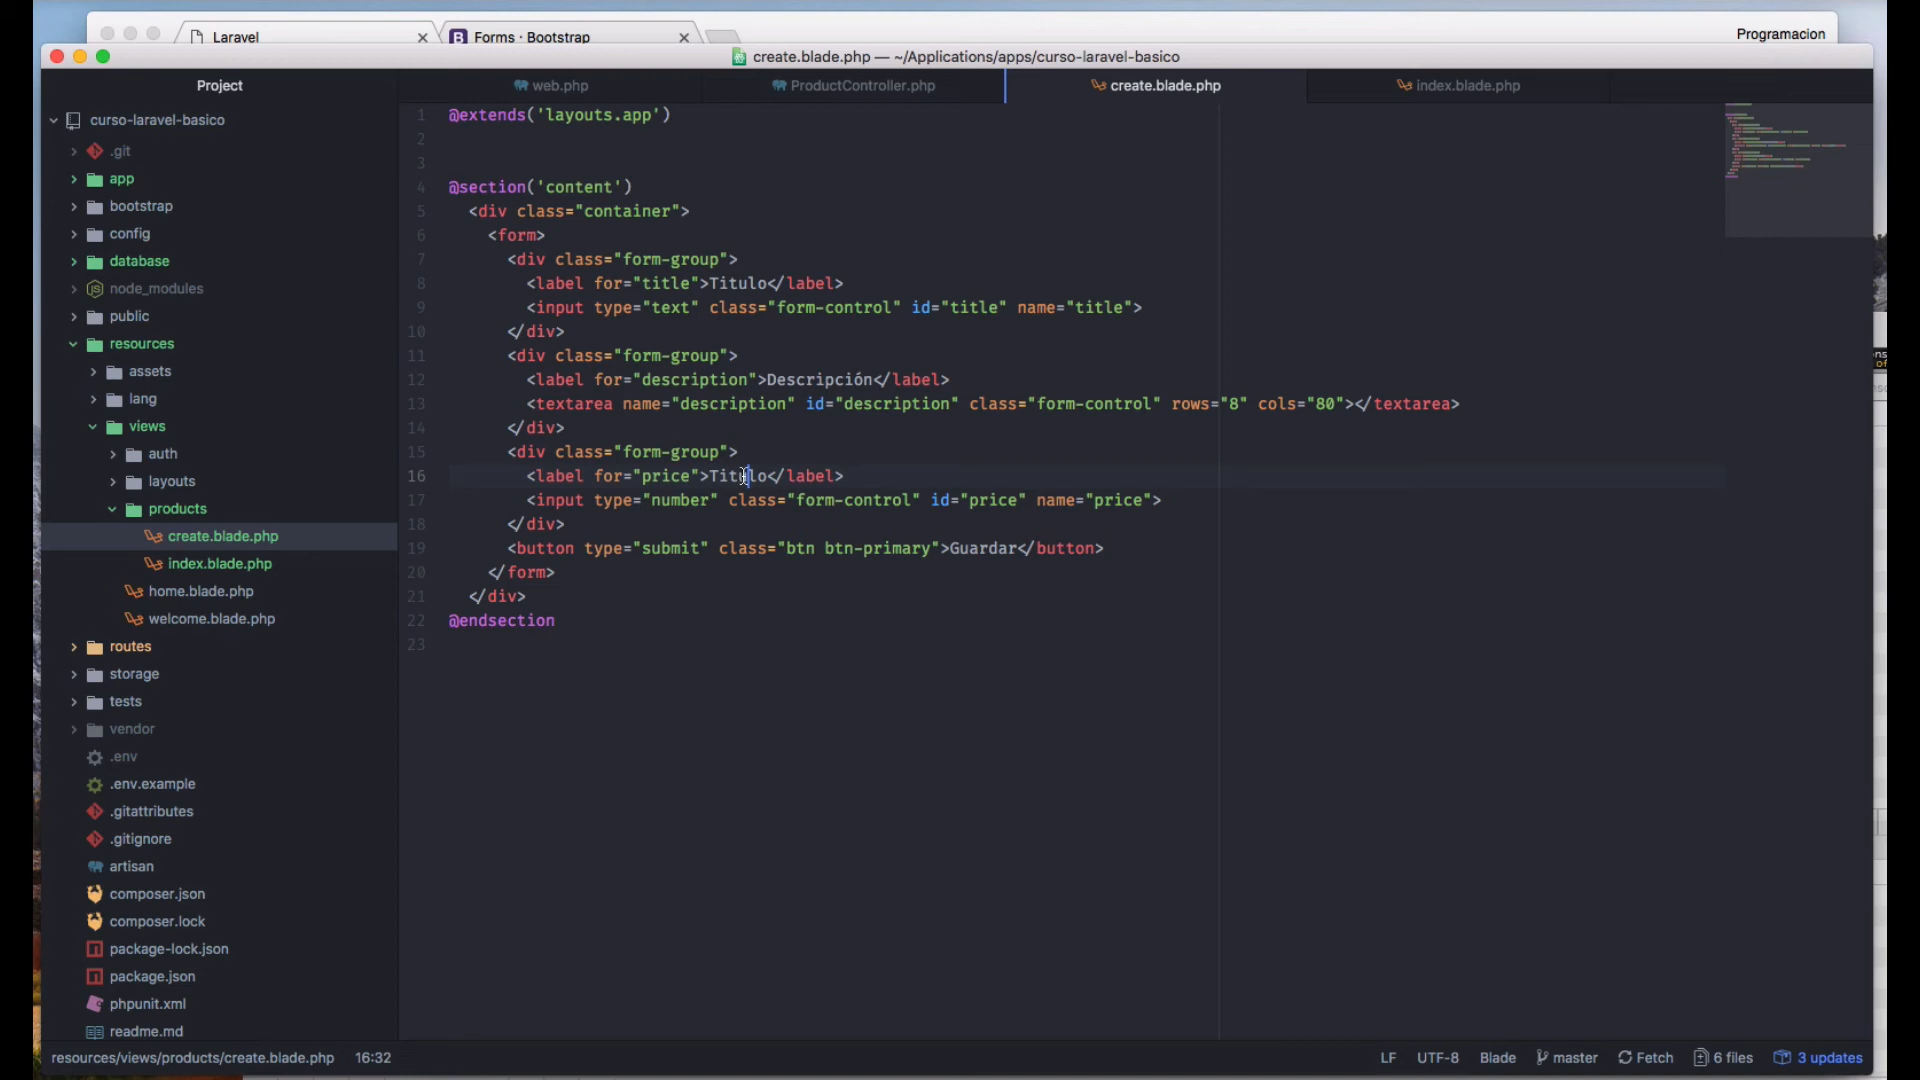 Laravel
Forms · Bootstrap
Programacion
create.blade.php — ~/Applications/apps/curso-laravel-basico
Project
web.php
ProductController.php
create.blade.php
index.blade.php
curso-laravel-basico
.git
app
bootstrap
config
database
node_modules
public
resources
assets
lang
views
auth
layouts
products
create.blade.php
index.blade.php
home.blade.php
welcome.blade.php
routes
storage
tests
vendor
.env
.env.example
.gitattributes
.gitignore
artisan
composer.json
composer.lock
package-lock.json
package.json
phpunit.xml
readme.md
1 @extends('layouts.app')
2
3
4 @section('content')
5 <div class="container">
6 <form>
7 <div class="form-group">
8 <label for="title">Titulo</label>
9 <input type="text" class="form-control" id="title" name="title">
10 </div>
11 <div class="form-group">
12 <label for="description">Descripción</label>
13 <textarea name="description" id="description" class="form-control" rows="8" cols="80"></textarea>
14 </div>
15 <div class="form-group">
16 <label for="price">Titulo</label>
17 <input type="number" class="form-control" id="price" name="price">
18 </div>
19 <button type="submit" class="btn btn-primary">Guardar</button>
20 </form>
21 </div>
22 @endsection
23
resources/views/products/create.blade.php 16:32
LF UTF-8 Blade master Fetch 6 files 3 updates